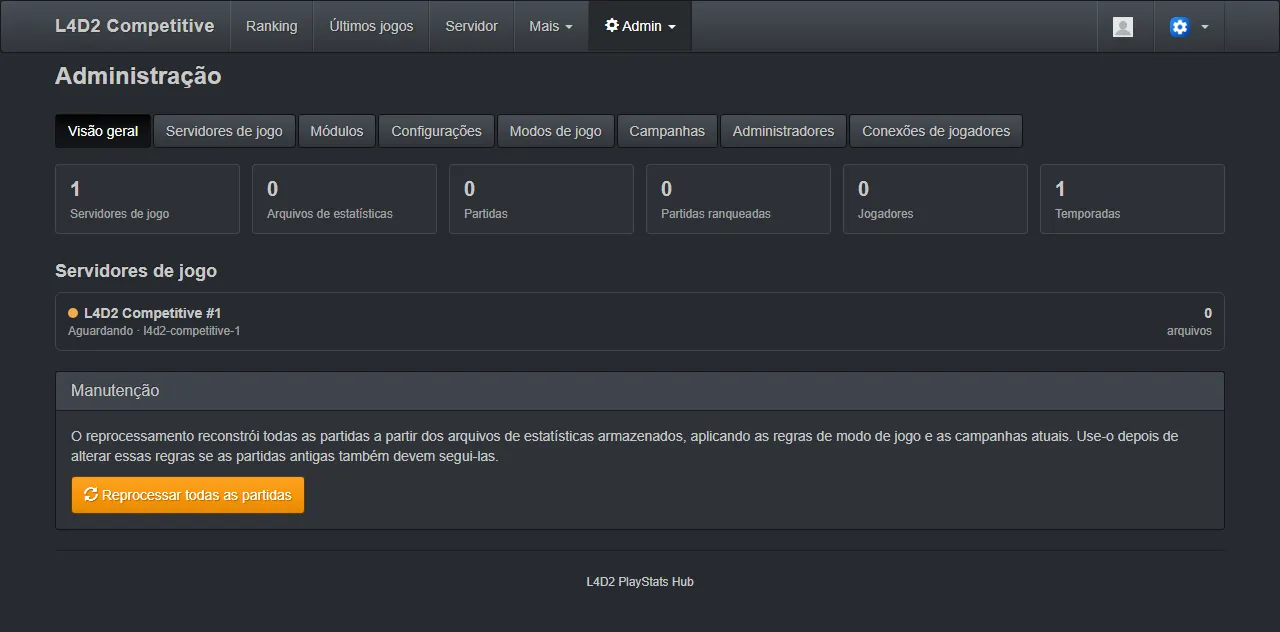 L4D2 Competitive Ranking Últimos jogos Servidor Mais Admin
Administração
Visão geral Servidores de jogo Módulos Configurações Modos de jogo Campanhas Administradores Conexões de jogadores
1 0 0 0 0 1
Servidores de jogo Arquivos de estatísticas Partidas Partidas ranqueadas Jogadores Temporadas
Servidores de jogo
L4D2 Competitive #1 0
Aguardando · l4d2-competitive-1 arquivos
Manutenção
O reprocessamento reconstrói todas as partidas a partir dos arquivos de estatísticas armazenados, aplicando as regras de modo de jogo e as campanhas atuais. Use-o depois de
alterar essas regras se as partidas antigas também devem segui-las.
Reprocessar todas as partidas
L4D2 PlayStats Hub